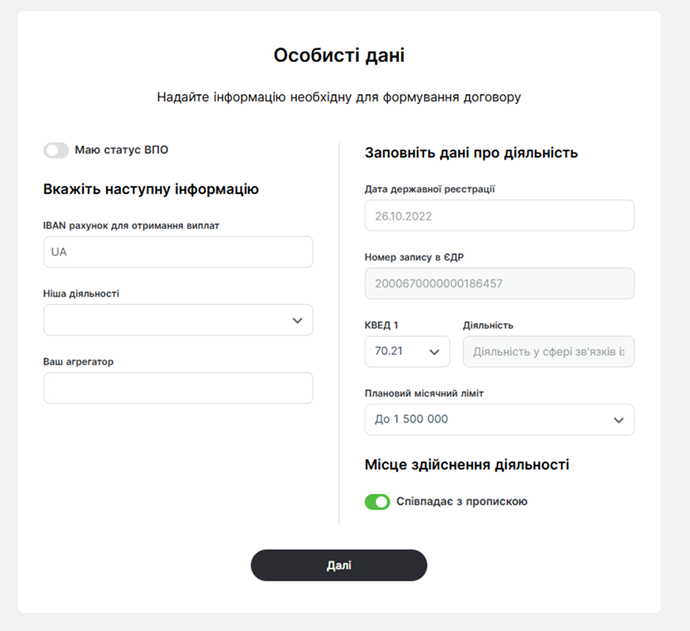 Особисті дані
Надайте інформацію необхідну для формування договору
Маю статус ВПО
Вкажіть наступну інформацію
IBAN рахунок для отримання виплат
UA
Ніша діяльності
Ваш агрегатор
Заповніть дані про діяльність
Дата державної реєстрації
26.10.2022
Номер запису в ЄДР
2000670000000186457
КВЕД 1
Діяльність
70.21
Діяльність у сфері зв'язків із
Плановий місячний ліміт
До 1 500 000
Місце здійснення діяльності
Співпадає з пропискою
Далі